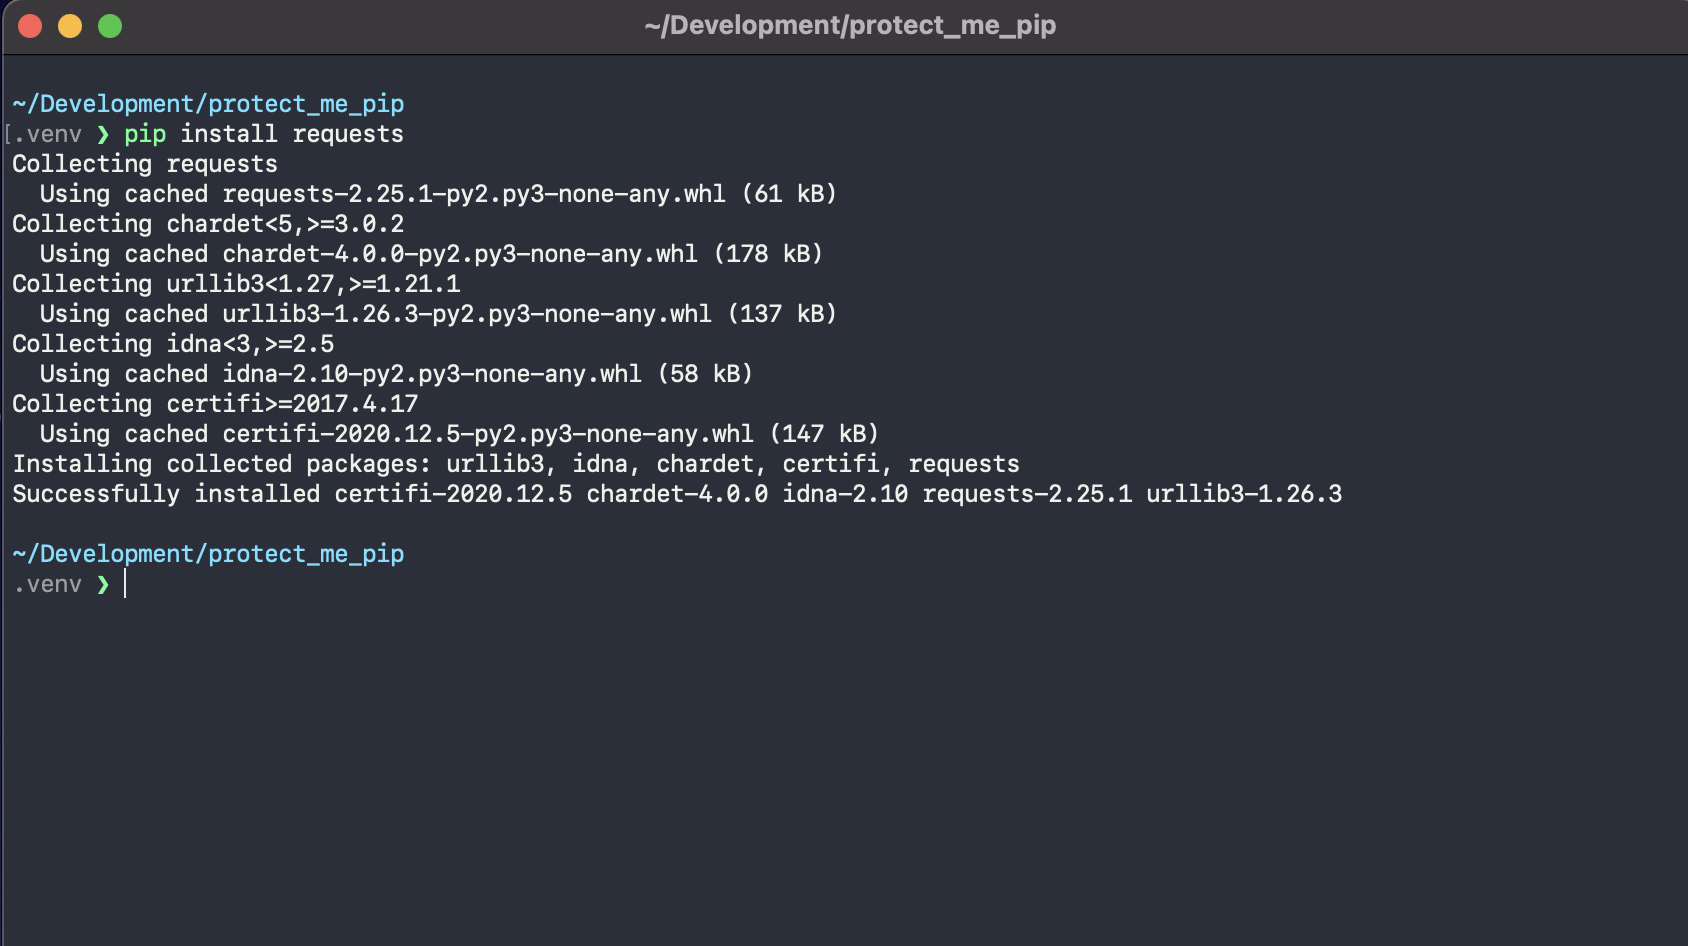 ~/Development/protect_me_pip
~/Development/protect_me_pip
[.venv ❯ pip install requests
Collecting requests
  Using cached requests-2.25.1-py2.py3-none-any.whl (61 kB)
Collecting chardet<5,>=3.0.2
  Using cached chardet-4.0.0-py2.py3-none-any.whl (178 kB)
Collecting urllib3<1.27,>=1.21.1
  Using cached urllib3-1.26.3-py2.py3-none-any.whl (137 kB)
Collecting idna<3,>=2.5
  Using cached idna-2.10-py2.py3-none-any.whl (58 kB)
Collecting certifi>=2017.4.17
  Using cached certifi-2020.12.5-py2.py3-none-any.whl (147 kB)
Installing collected packages: urllib3, idna, chardet, certifi, requests
Successfully installed certifi-2020.12.5 chardet-4.0.0 idna-2.10 requests-2.25.1 urllib3-1.26.3
~/Development/protect_me_pip
.venv ❯